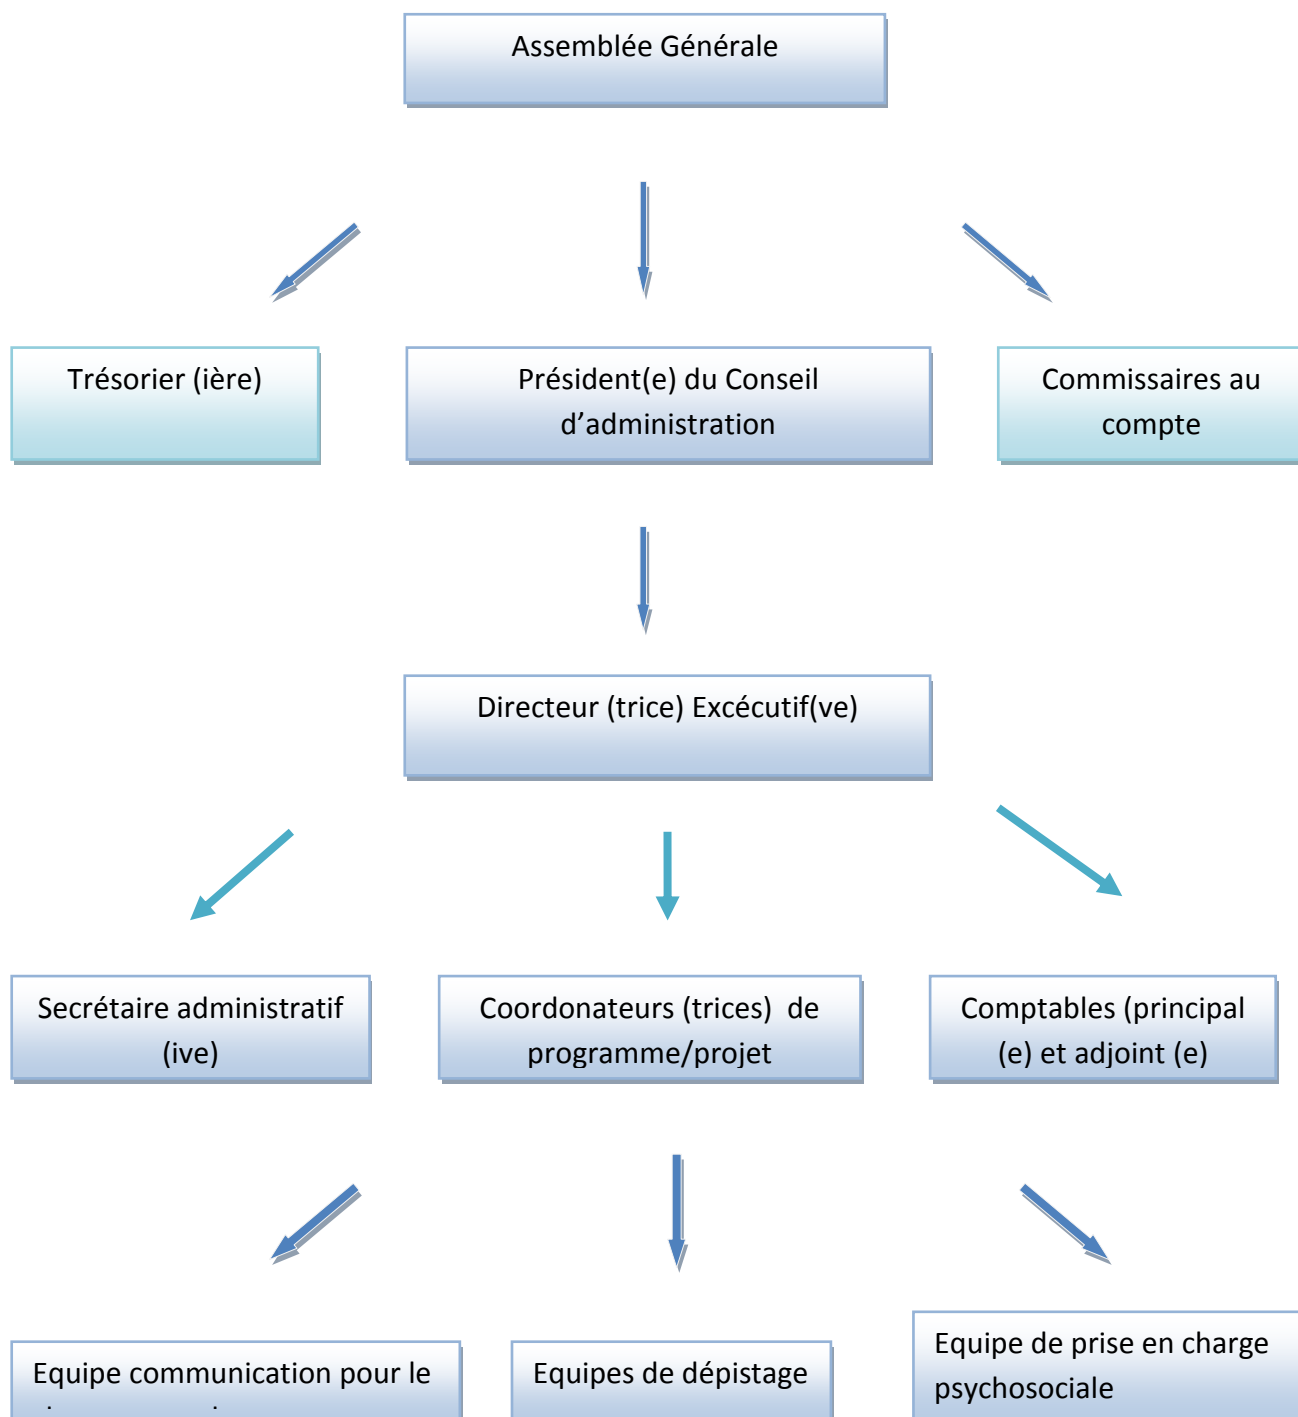 Assemblée Générale
Trésorier (ière)
Président(e) du Conseil
d’administration
Commissaires au
compte
Directeur (trice) Excécutif(ve)
Secrétaire administratif
(ive)
Coordonateurs (trices)  de
programme/projet
Comptables (principal
(e) et adjoint (e)
Equipe communication pour le
Equipes de dépistage
Equipe de prise en charge
psychosociale